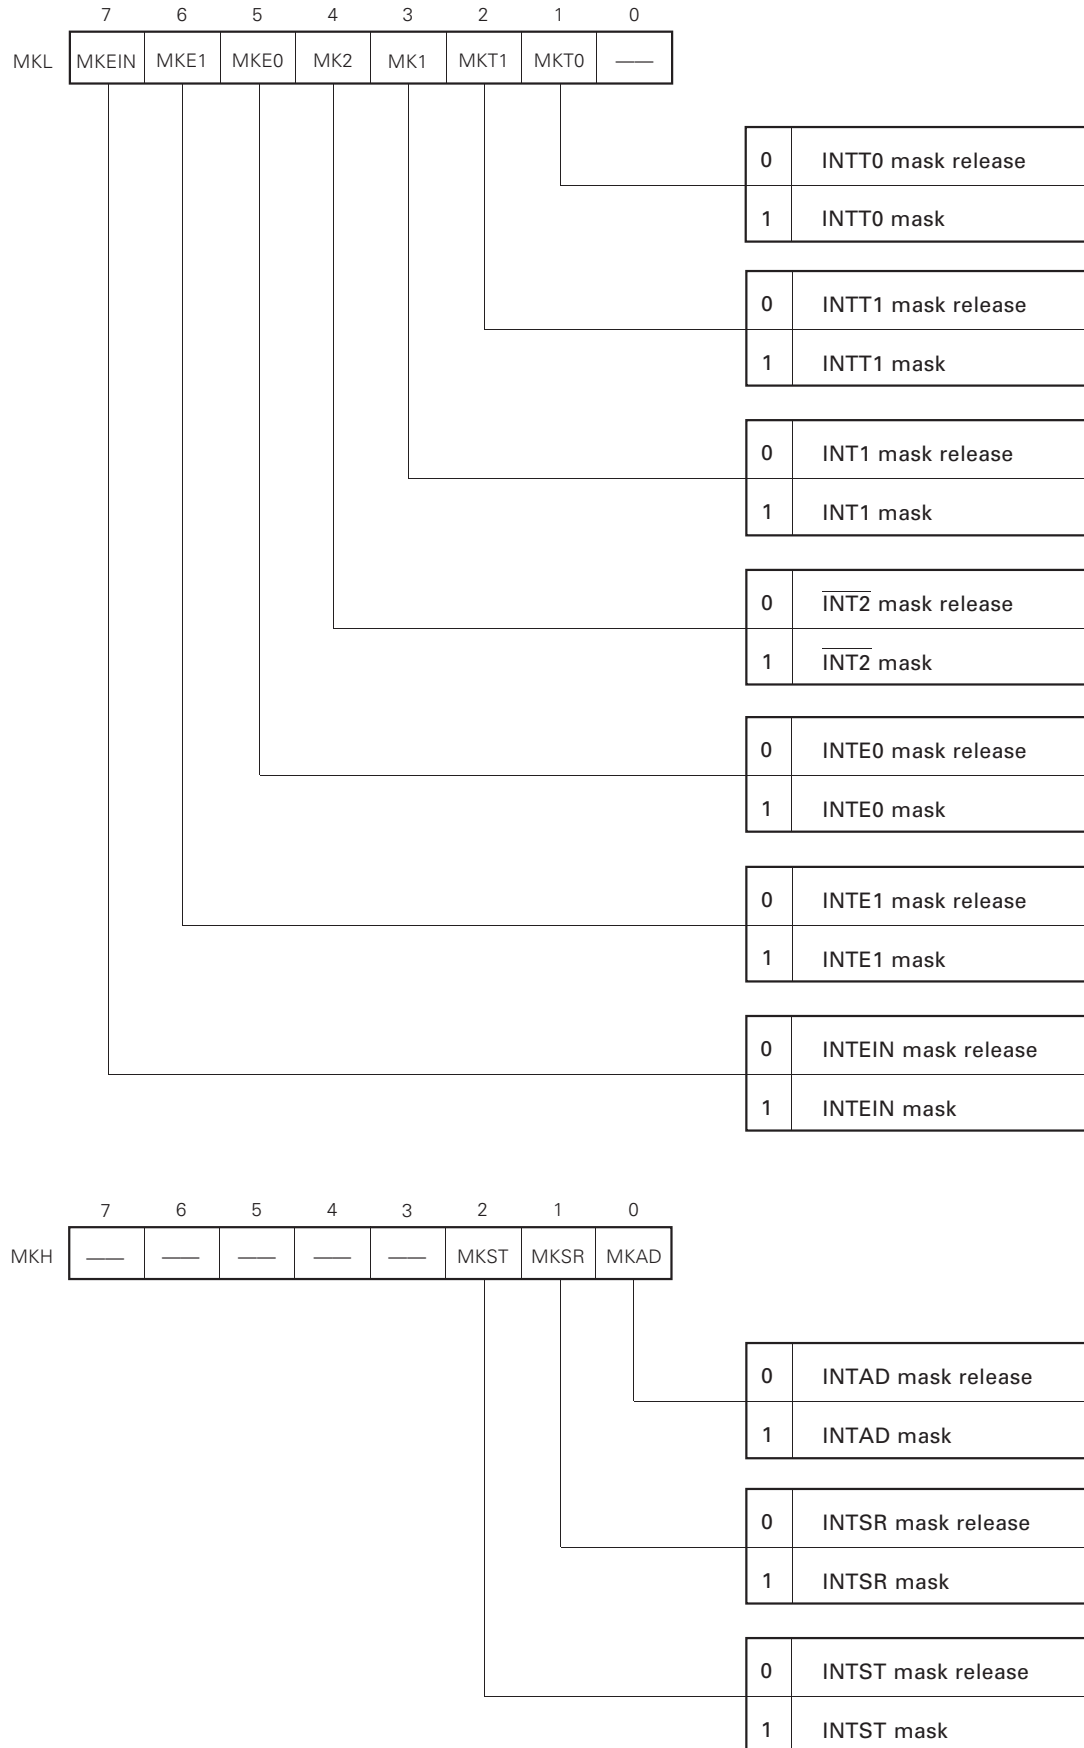 7 6 5 4 3 2 1 0
MKL MKEIN MKE1 MKE0 MK2 MK1 MKT1 MKT0 ——
0 INTT0 mask release
1 INTT0 mask
0 INTT1 mask release
1 INTT1 mask
0 INT1 mask release
1 INT1 mask
0 I̅N̅T̅2̅ mask release
1 I̅N̅T̅2̅ mask
0 INTE0 mask release
1 INTE0 mask
0 INTE1 mask release
1 INTE1 mask
0 INTEIN mask release
1 INTEIN mask
7 6 5 4 3 2 1 0
MKH —— —— —— —— —— MKST MKSR MKAD
0 INTAD mask release
1 INTAD mask
0 INTSR mask release
1 INTSR mask
0 INTST mask release
1 INTST mask